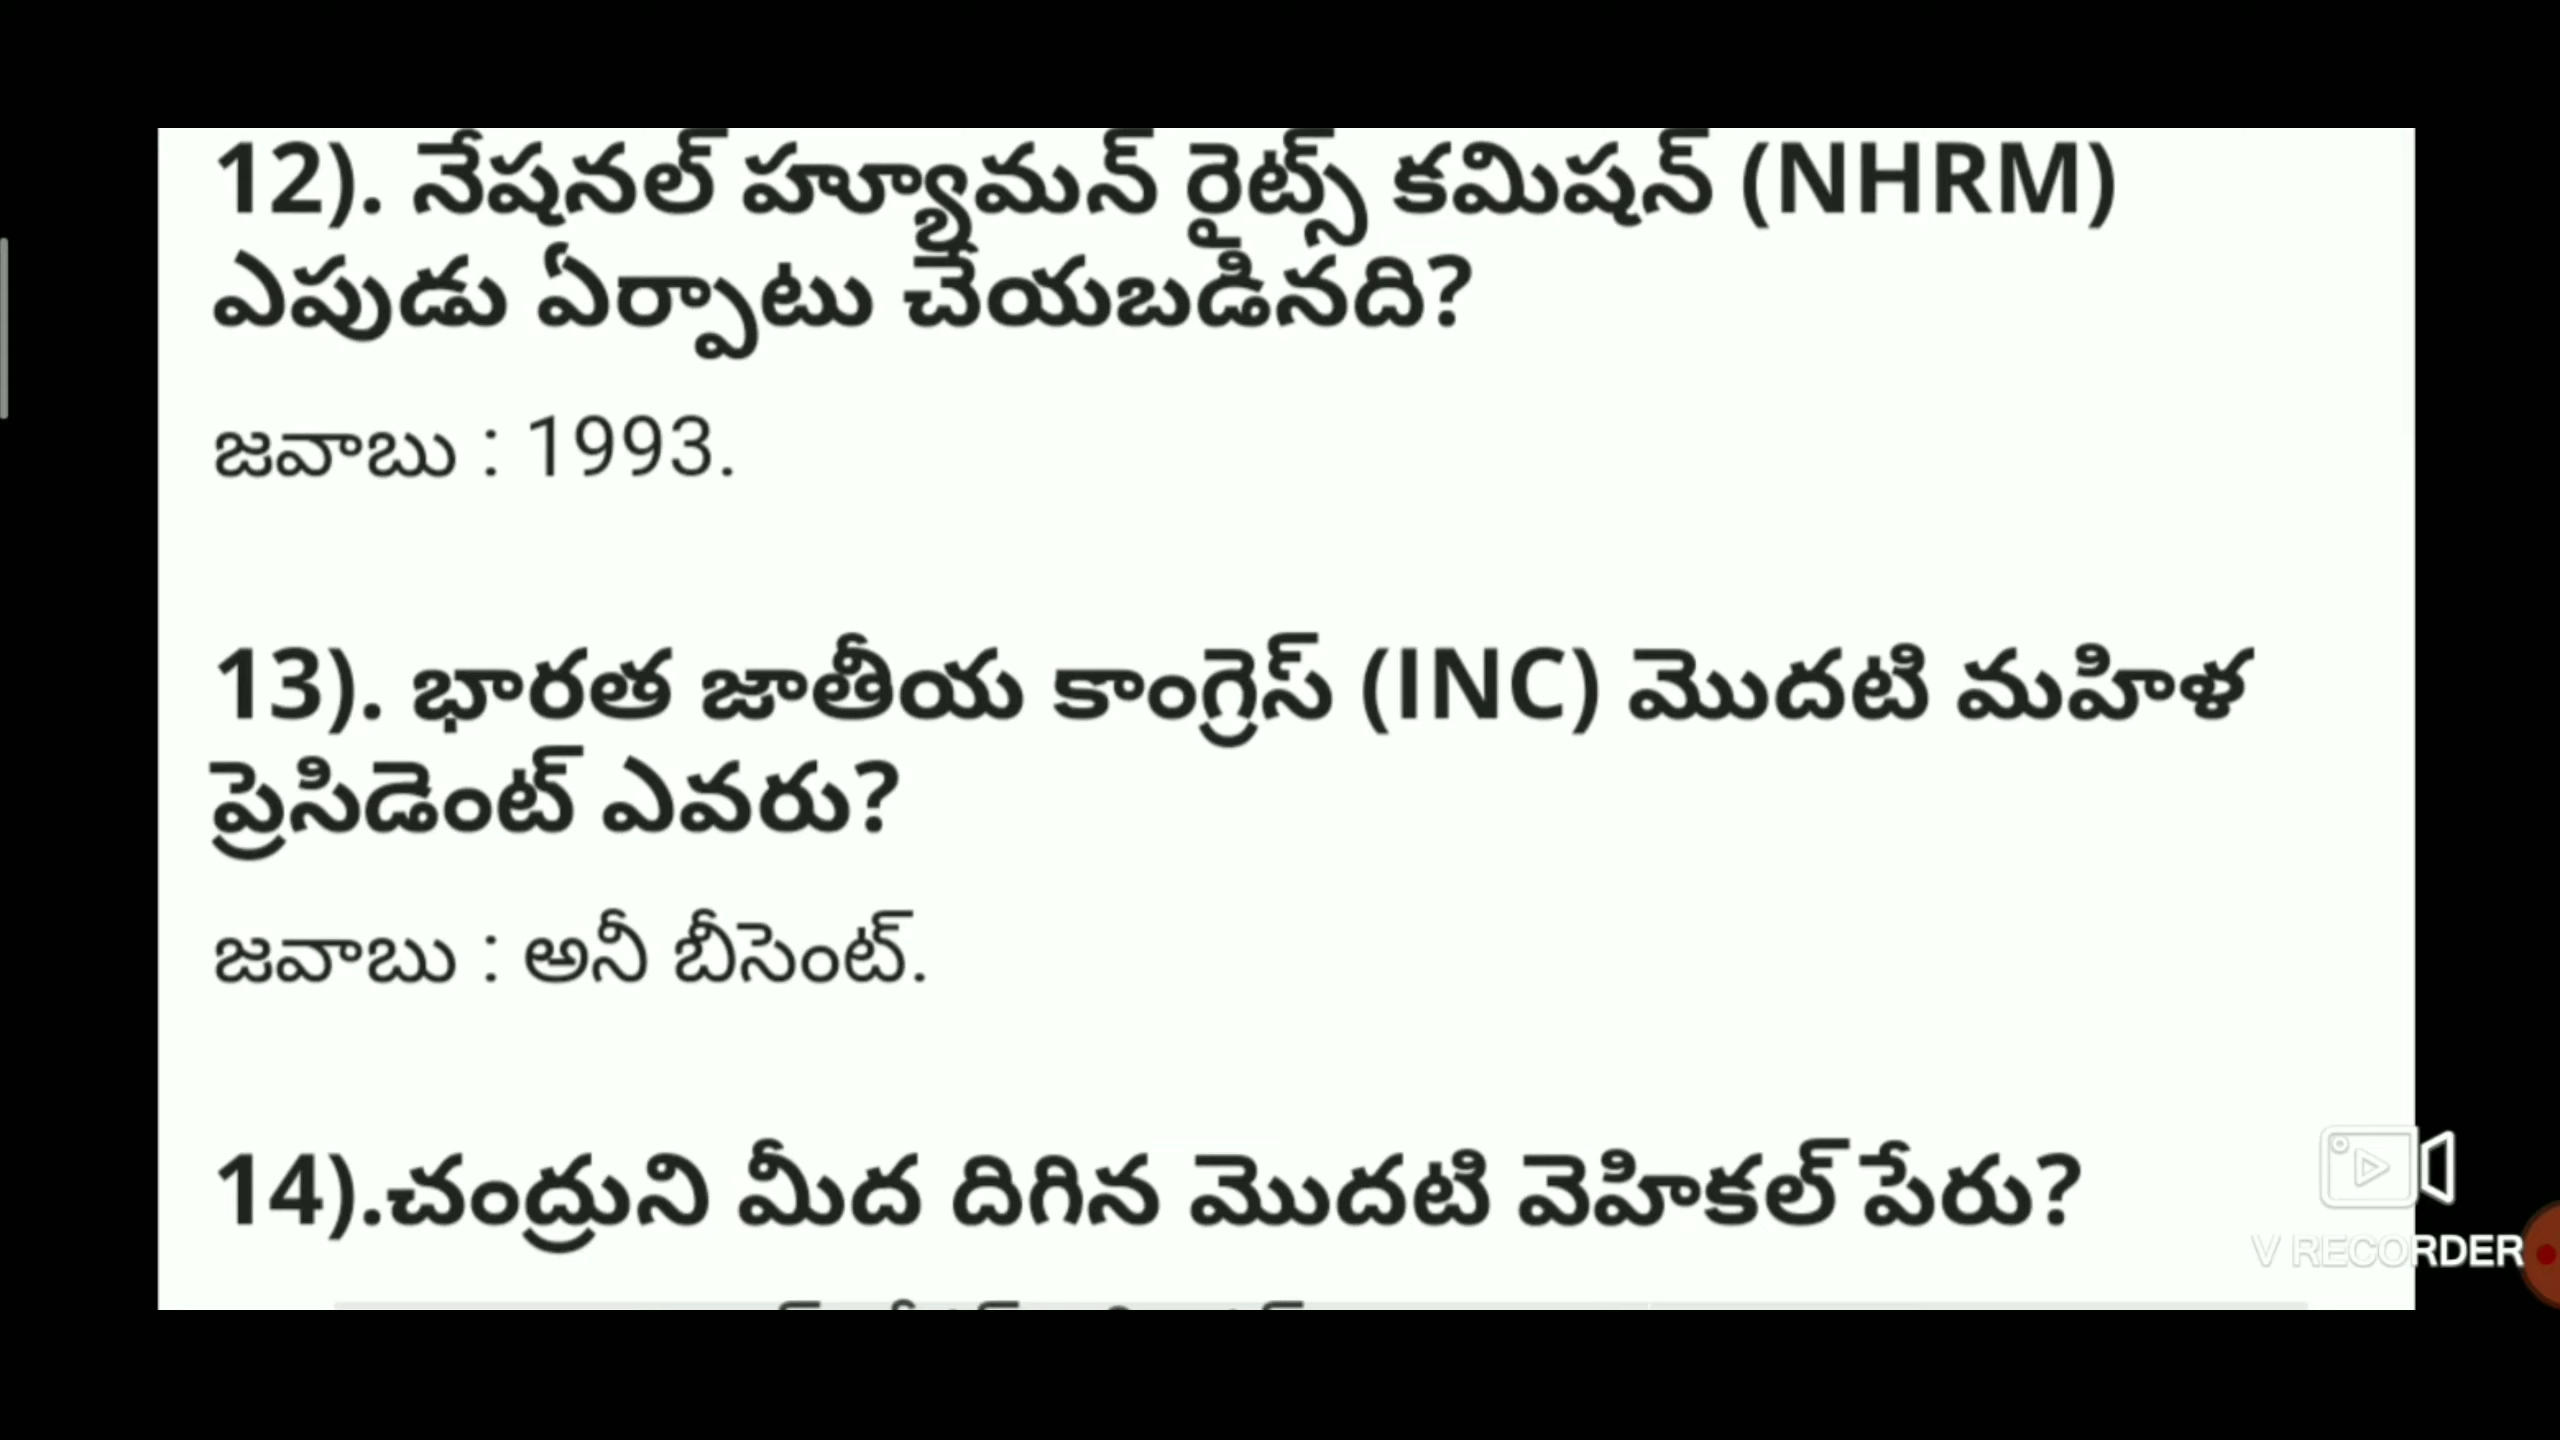 12). నేషనల్ హ్యూమన్ రైట్స్ కమిషన్ (NHRM)
ఎపుడు ఏర్పాటు చేయబడినది?
జవాబు : 1993.
13). భారత జాతీయ కాంగ్రెస్ (INC) మొదటి మహిళ
ప్రెసిడెంట్ ఎవరు?
జవాబు : అనీ బీసెంట్.
14).చంద్రుని మీద దిగిన మొదటి వెహికల్ పేరు?
V RECORDER